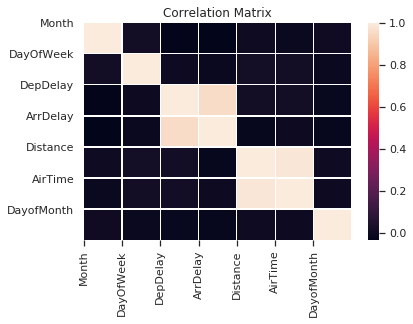 Correlation Matrix
Month
DayOfWeek
DepDelay
ArrDelay
Distance
AirTime
DayofMonth
1.0
0.8
0.6
0.4
0.2
0.0
Month
DayOfWeek
DepDelay
ArrDelay
Distance
AirTime
DayofMonth